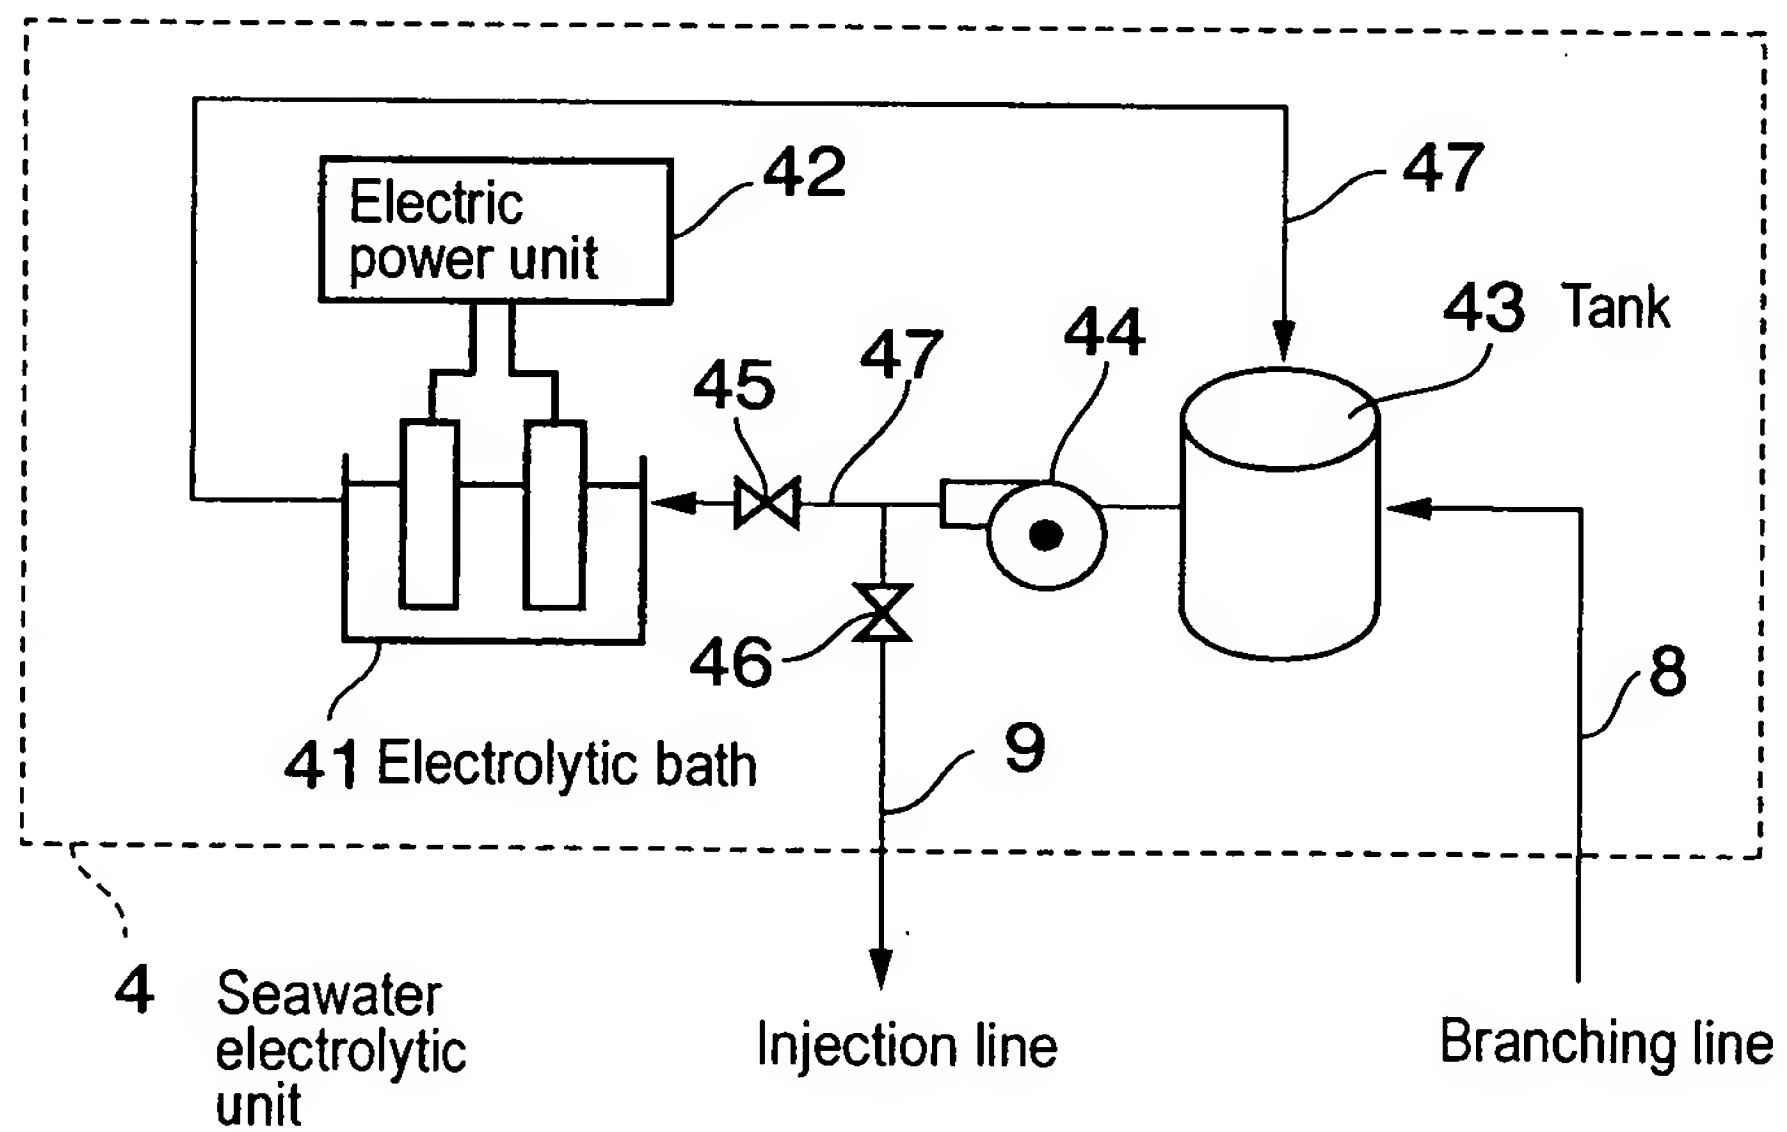 42
Electric
power unit
47
43 Tank
44
47
45
46
8
9
41 Electrolytic bath
4 Seawater
electrolytic
unit
Injection line
Branching line